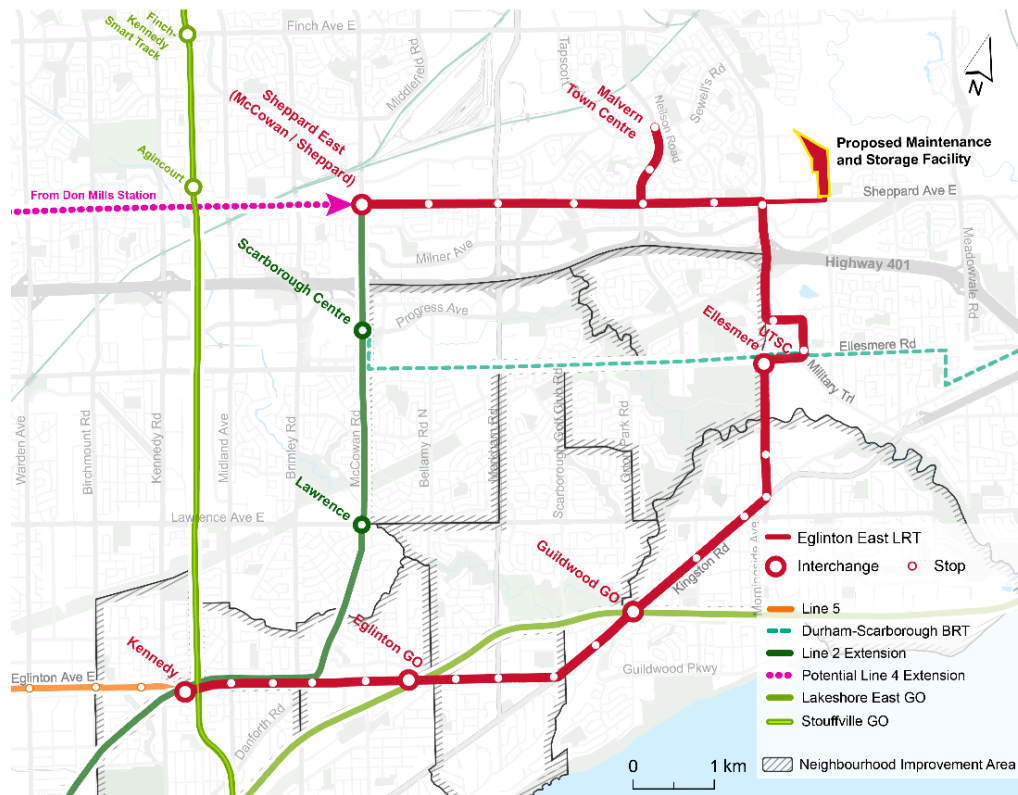 Finch-
Kennedy
Smart Track
Finch Ave E
Middlefield Rd
Tapscott
Sewell's Rd
Neilson Road
N
Sheppard East
(McCowan / Sheppard)
Malvern
Town Centre
Proposed Maintenance
and Storage Facility
Agincourt
From Don Mills Station
Sheppard Ave E
Milner Ave
Highway 401
Meadowvale Rd
Scarborough Centre
Progress Ave
Ellesmere
UTSC
Ellesmere Rd
Military Trl
Warden Ave
Birchmount Rd
Kennedy Rd
Midland Ave
Brimley Rd
McCowan Rd
Bellamy Rd N
Markham Rd
Scarborough Golf Club Rd
Park Rd
Lawrence
Lawrence Ave E
Guildwood GO
Kingston Rd
Morningside Ave
Kennedy
Eglinton GO
Eglinton Ave E
Guildwood Pkwy
Danforth Rd
0 1 km
Eglinton East LRT
Interchange Stop
Line 5
Durham-Scarborough BRT
Line 2 Extension
Potential Line 4 Extension
Lakeshore East GO
Stouffville GO
Neighbourhood Improvement Area